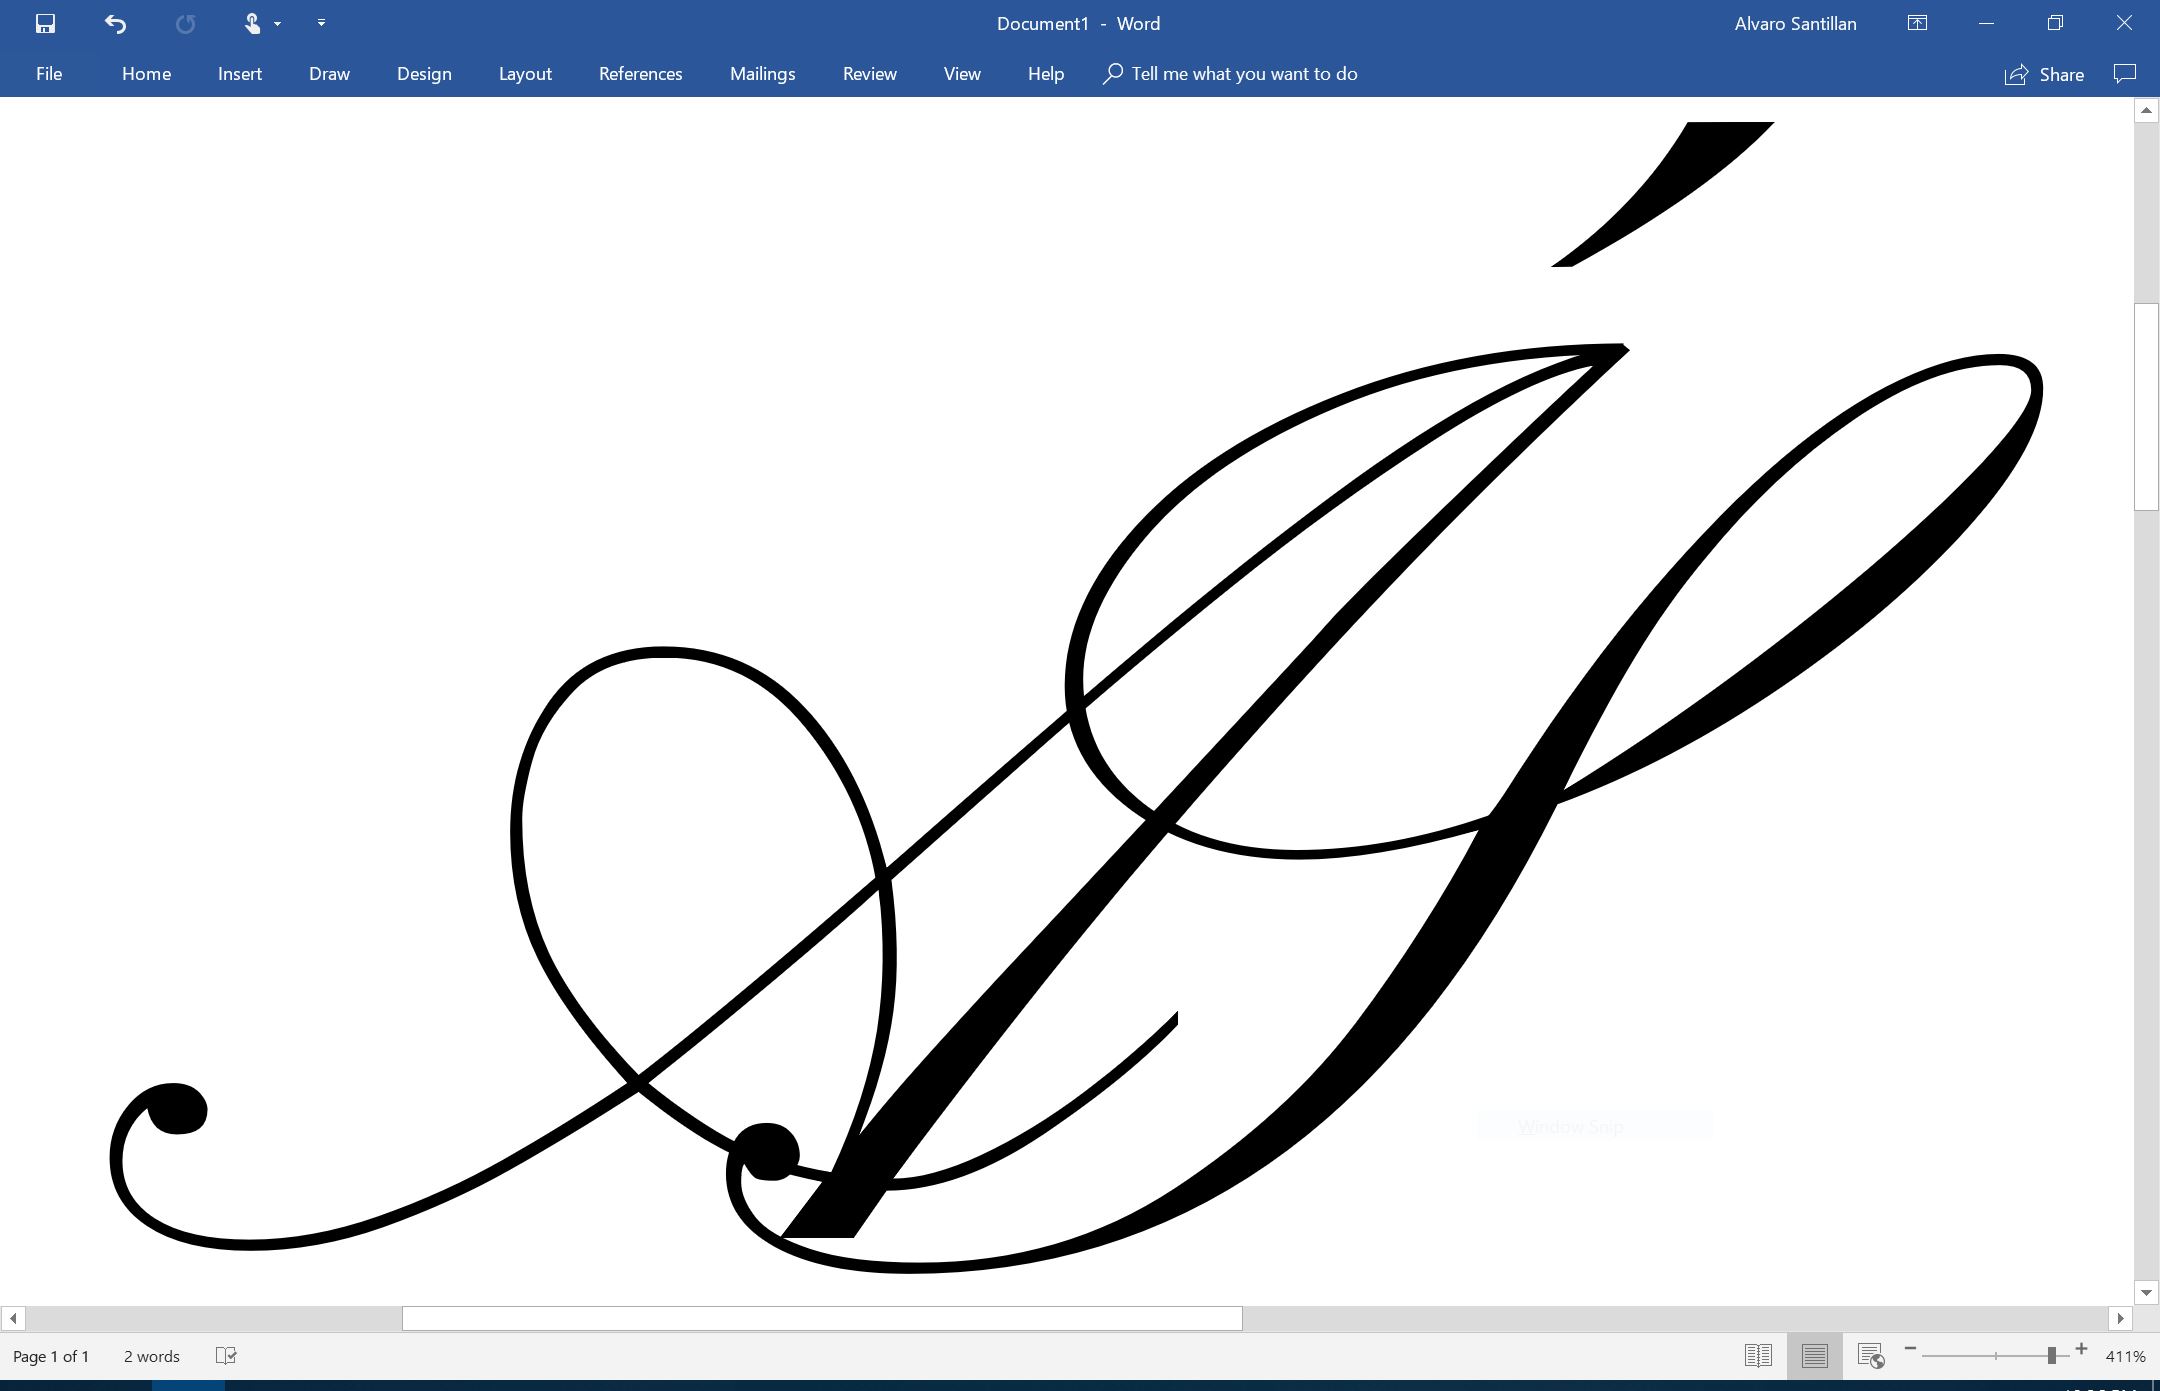 Document1 - Word
Alvaro Santillan
File Home Insert Draw Design Layout References Mailings Review View Help Tell me what you want to do Share
ÁS
Window Snip
Page 1 of 1 2 words 411%